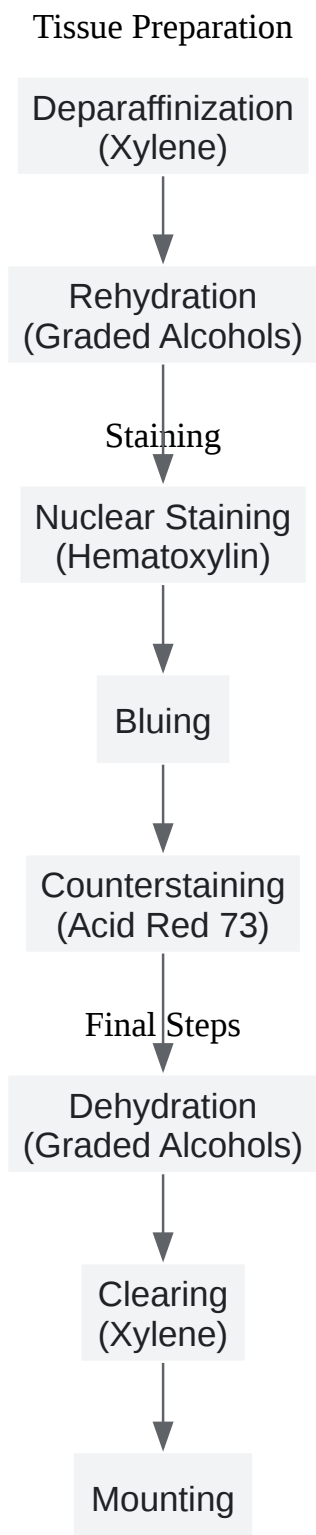 Tissue Preparation
Deparaffinization
(Xylene)
Rehydration
(Graded Alcohols)
Staining
Nuclear Staining
(Hematoxylin)
Bluing
Counterstaining
(Acid Red 73)
Final Steps
Dehydration
(Graded Alcohols)
Clearing
(Xylene)
Mounting